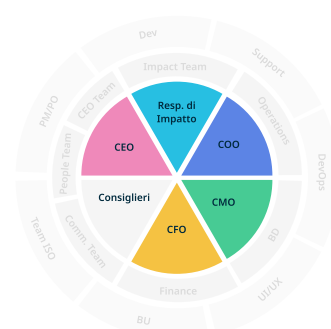 Dev
Support
PM/PO
Impact Team
CEO Team
Operations
Resp. di
Impatto
CEO
COO
People Team
DevOps
Consiglieri
CMO
CFO
Team ISO
Comm. Team
BD
Finance
UI/UX
BU